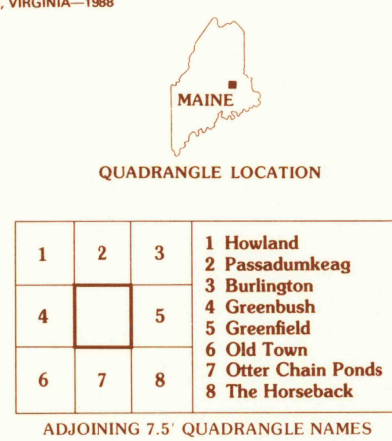 , VIRGINIA—1988
MAINE
QUADRANGLE LOCATION
1 2 3
4 5
6 7 8
1 Howland
2 Passadumkeag
3 Burlington
4 Greenbush
5 Greenfield
6 Old Town
7 Otter Chain Ponds
8 The Horseback
ADJOINING 7.5′ QUADRANGLE NAMES